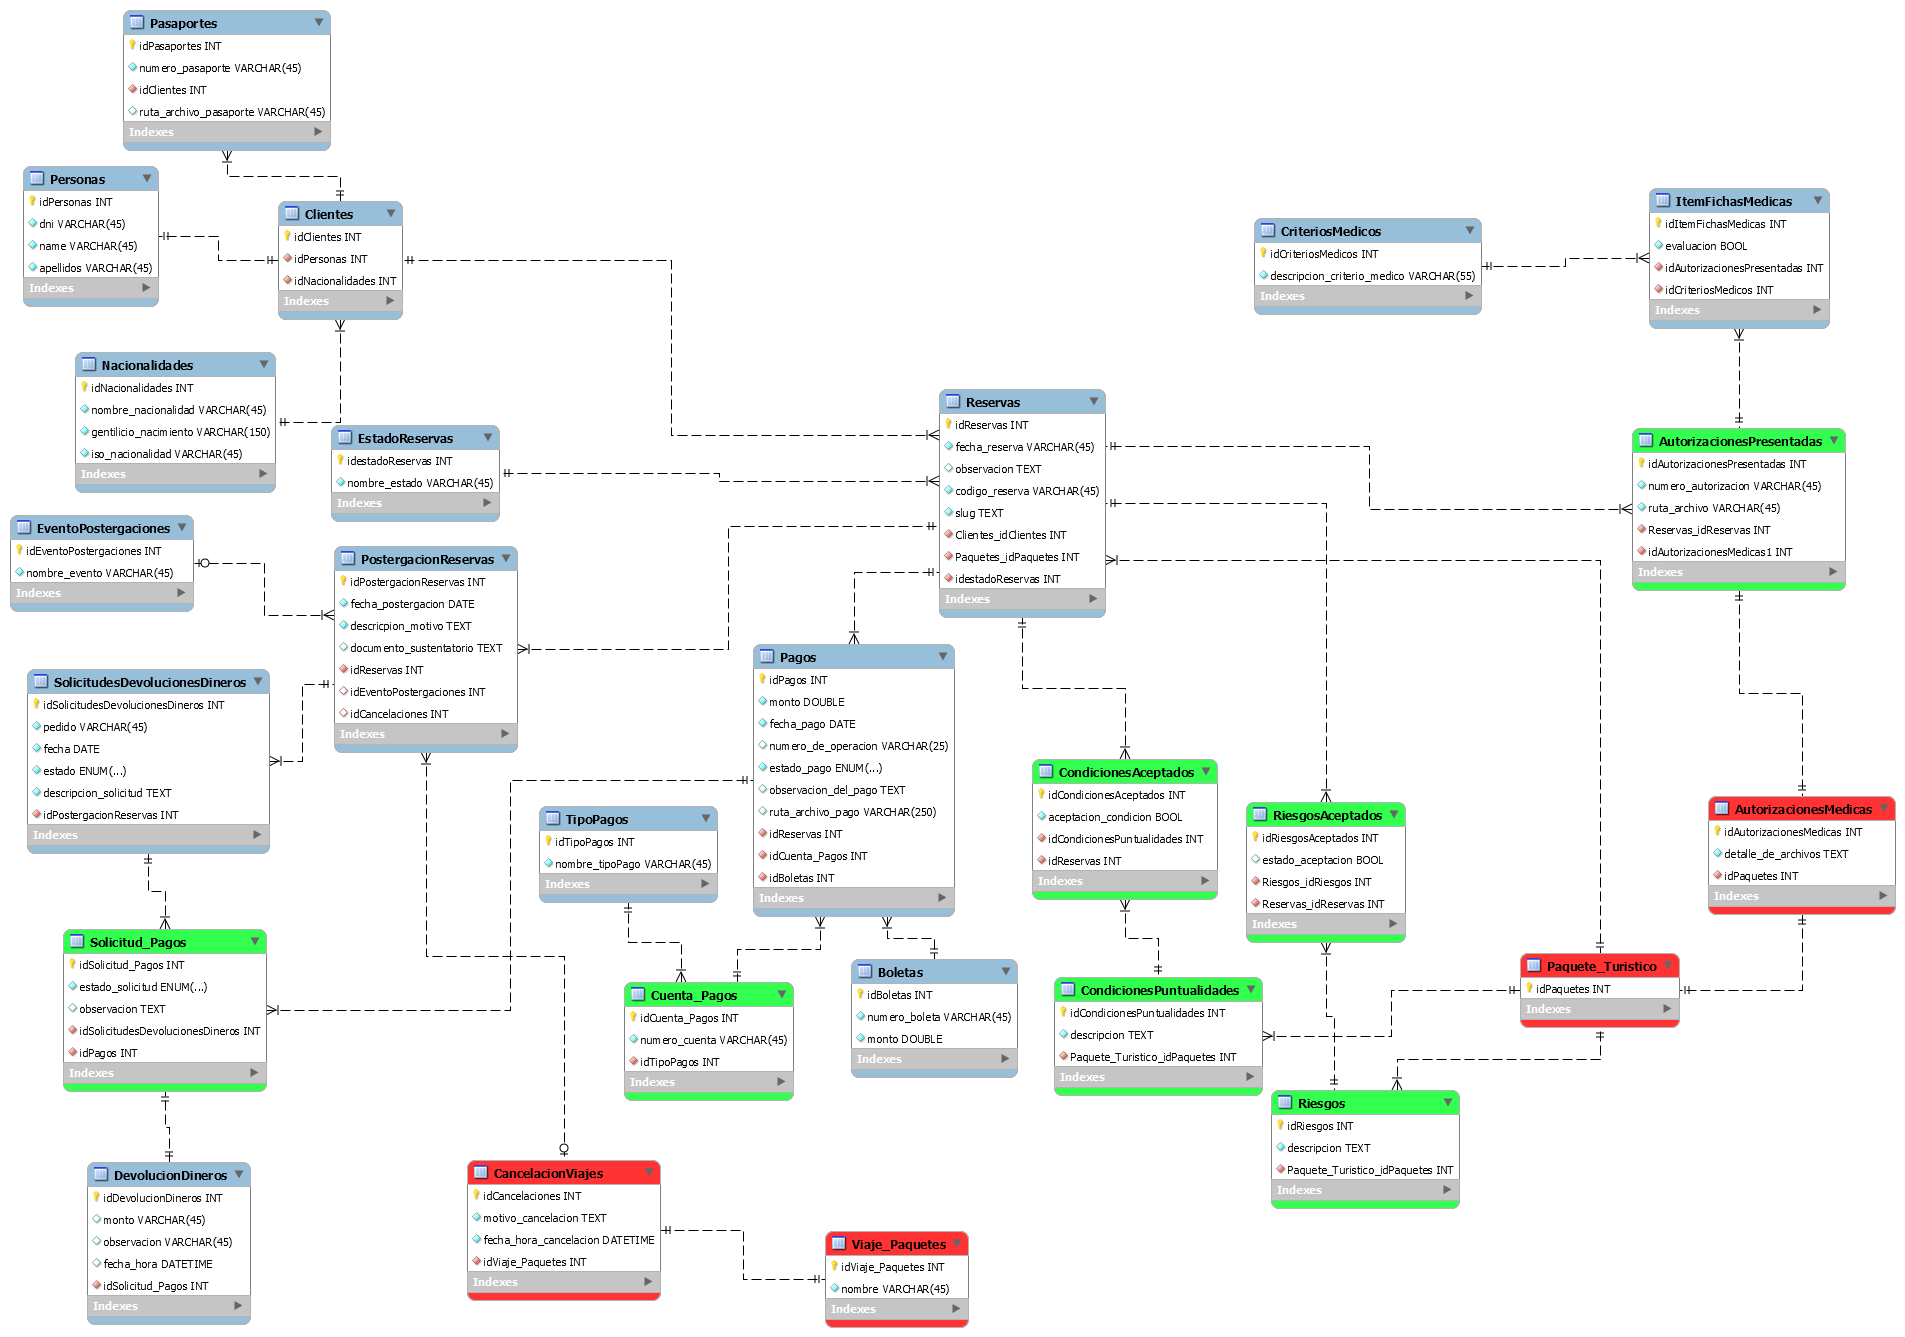 Pasaportes
idPasaportes INT
numero_pasaporte VARCHAR(45)
idClientes INT
ruta_archivo_pasaporte VARCHAR(45)
Indexes
Personas
idPersonas INT
dni VARCHAR(45)
name VARCHAR(45)
apellidos VARCHAR(45)
Indexes
Clientes
idClientes INT
idPersonas INT
idNacionalidades INT
Indexes
Nacionalidades
idNacionalidades INT
nombre_nacionalidad VARCHAR(45)
gentilicio_nacimiento VARCHAR(150)
iso_nacionalidad VARCHAR(45)
Indexes
EstadoReservas
idestadoReservas INT
nombre_estado VARCHAR(45)
Indexes
EventoPostergaciones
idEventoPostergaciones INT
nombre_evento VARCHAR(45)
Indexes
PostergacionReservas
idPostergacionReservas INT
fecha_postergacion DATE
descricpion_motivo TEXT
documento_sustentatorio TEXT
idReservas INT
idEventoPostergaciones INT
idCancelaciones INT
Indexes
SolicitudesDevolucionesDineros
idSolicitudesDevolucionesDineros INT
pedido VARCHAR(45)
fecha DATE
estado ENUM(...)
descripcion_solicitud TEXT
idPostergacionReservas INT
Indexes
Solicitud_Pagos
idSolicitud_Pagos INT
estado_solicitud ENUM(...)
observacion TEXT
idSolicitudesDevolucionesDineros INT
idPagos INT
Indexes
DevolucionDineros
idDevolucionDineros INT
monto VARCHAR(45)
observacion VARCHAR(45)
fecha_hora DATETIME
idSolicitud_Pagos INT
Indexes
CancelacionViajes
idCancelaciones INT
motivo_cancelacion TEXT
fecha_hora_cancelacion DATETIME
idViaje_Paquetes INT
Indexes
Viaje_Paquetes
idViaje_Paquetes INT
nombre VARCHAR(45)
Indexes
TipoPagos
idTipoPagos INT
nombre_tipoPago VARCHAR(45)
Indexes
Cuenta_Pagos
idCuenta_Pagos INT
numero_cuenta VARCHAR(45)
idTipoPagos INT
Indexes
Pagos
idPagos INT
monto DOUBLE
fecha_pago DATE
numero_de_operacion VARCHAR(25)
estado_pago ENUM(...)
observacion_del_pago TEXT
ruta_archivo_pago VARCHAR(250)
idReservas INT
idCuenta_Pagos INT
idBoletas INT
Indexes
Boletas
idBoletas INT
numero_boleta VARCHAR(45)
monto DOUBLE
Indexes
Reservas
idReservas INT
fecha_reserva VARCHAR(45)
observacion TEXT
codigo_reserva VARCHAR(45)
slug TEXT
Clientes_idClientes INT
Paquetes_idPaquetes INT
idestadoReservas INT
Indexes
CondicionesAceptados
idCondicionesAceptados INT
aceptacion_condicion BOOL
idCondicionesPuntualidades INT
idReservas INT
Indexes
CondicionesPuntualidades
idCondicionesPuntualidades INT
descripcion TEXT
Paquete_Turistico_idPaquetes INT
Indexes
RiesgosAceptados
idRiesgosAceptados INT
estado_aceptacion BOOL
Riesgos_idRiesgos INT
Reservas_idReservas INT
Indexes
Riesgos
idRiesgos INT
descripcion TEXT
Paquete_Turistico_idPaquetes INT
Indexes
Paquete_Turistico
idPaquetes INT
Indexes
CriteriosMedicos
idCriteriosMedicos INT
descripcion_criterio_medico VARCHAR(55)
Indexes
ItemFichasMedicas
idItemFichasMedicas INT
evaluacion BOOL
idAutorizacionesPresentadas INT
idCriteriosMedicos INT
Indexes
AutorizacionesPresentadas
idAutorizacionesPresentadas INT
numero_autorizacion VARCHAR(45)
ruta_archivo VARCHAR(45)
Reservas_idReservas INT
idAutorizacionesMedicas1 INT
Indexes
AutorizacionesMedicas
idAutorizacionesMedicas INT
detalle_de_archivos TEXT
idPaquetes INT
Indexes